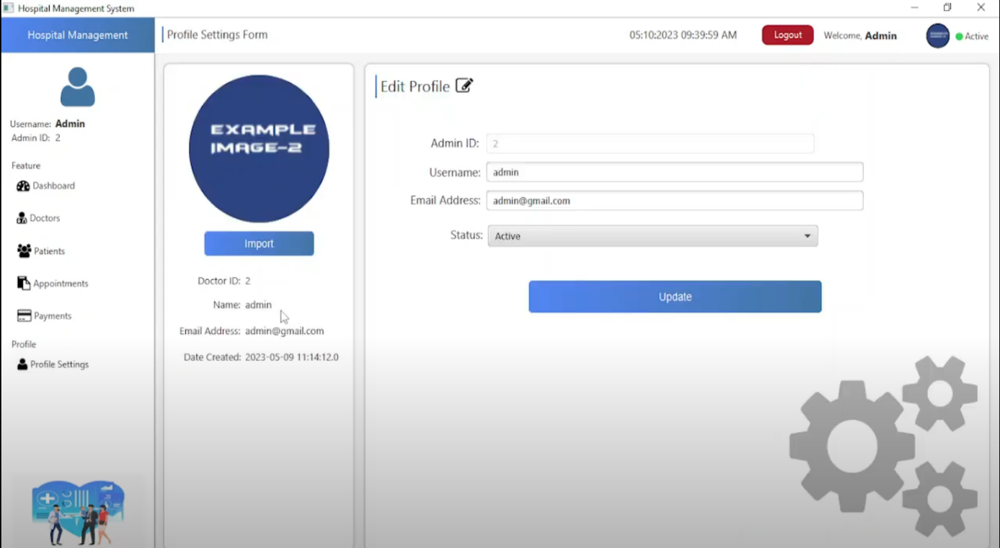 Hospital Management System
Hospital Management
Profile Settings Form
05:10:2023 09:39:59 AM
Logout
Welcome, Admin
Active
Username: Admin
Admin ID: 2
Feature
Dashboard
Doctors
Patients
Appointments
Payments
Profile
Profile Settings
EXAMPLE
IMAGE-2
Import
Doctor ID: 2
Name: admin
Email Address: admin@gmail.com
Date Created: 2023-05-09 11:14:12.0
Edit Profile
Admin ID: 2
Username: admin
Email Address: admin@gmail.com
Status: Active
Update